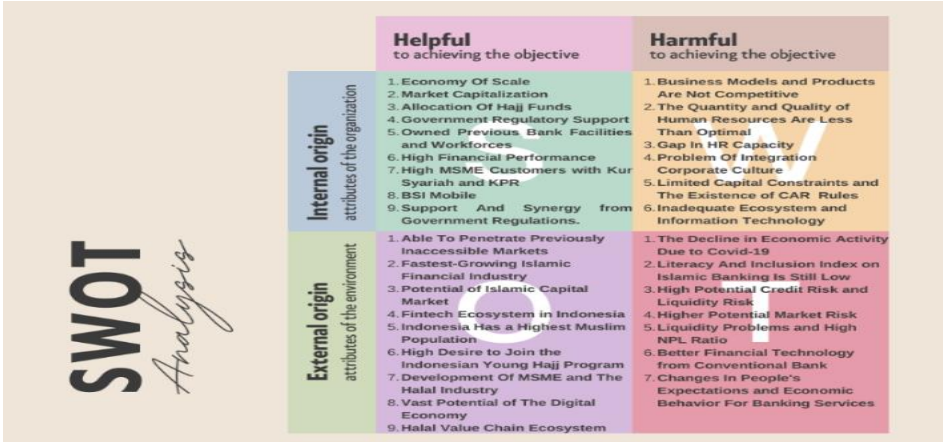 SWOT
Analysis
Helpful
to achieving the objective
Harmful
to achieving the objective
Internal origin
attributes of the organization
1. Economy Of Scale
2. Market Capitalization
3. Allocation Of Hajj Funds
4. Government Regulatory Support
5. Owned Previous Bank Facilities
and Workforces
6. High Financial Performance
7. High MSME Customers with Kur
Syariah and KPR
8. BSI Mobile
9. Support And Synergy from
Government Regulations.
S
1. Business Models and Products
Are Not Competitive
2. The Quantity and Quality of
Human Resources Are Less
Than Optimal
3. Gap In HR Capacity
4. Problem Of Integration
Corporate Culture
5. Limited Capital Constraints and
The Existence of CAR Rules
6. Inadequate Ecosystem and
Information Technology
W
External origin
attributes of the environment
1. Able To Penetrate Previously
Inaccessible Markets
2. Fastest-Growing Islamic
Financial Industry
3. Potential of Islamic Capital
Market
4. Fintech Ecosystem in Indonesia
5. Indonesia Has a Highest Muslim
Population
6. High Desire to Join the
Indonesian Young Hajj Program
7. Development Of MSME and The
Halal Industry
8. Vast Potential of The Digital
Economy
9. Halal Value Chain Ecosystem
O
1. The Decline in Economic Activity
Due to Covid-19
2. Literacy And Inclusion Index on
Islamic Banking Is Still Low
3. High Potential Credit Risk and
Liquidity Risk
4. Higher Potential Market Risk
5. Liquidity Problems and High
NPL Ratio
6. Better Financial Technology
from Conventional Bank
7. Changes In People's
Expectations and Economic
Behavior For Banking Services
T